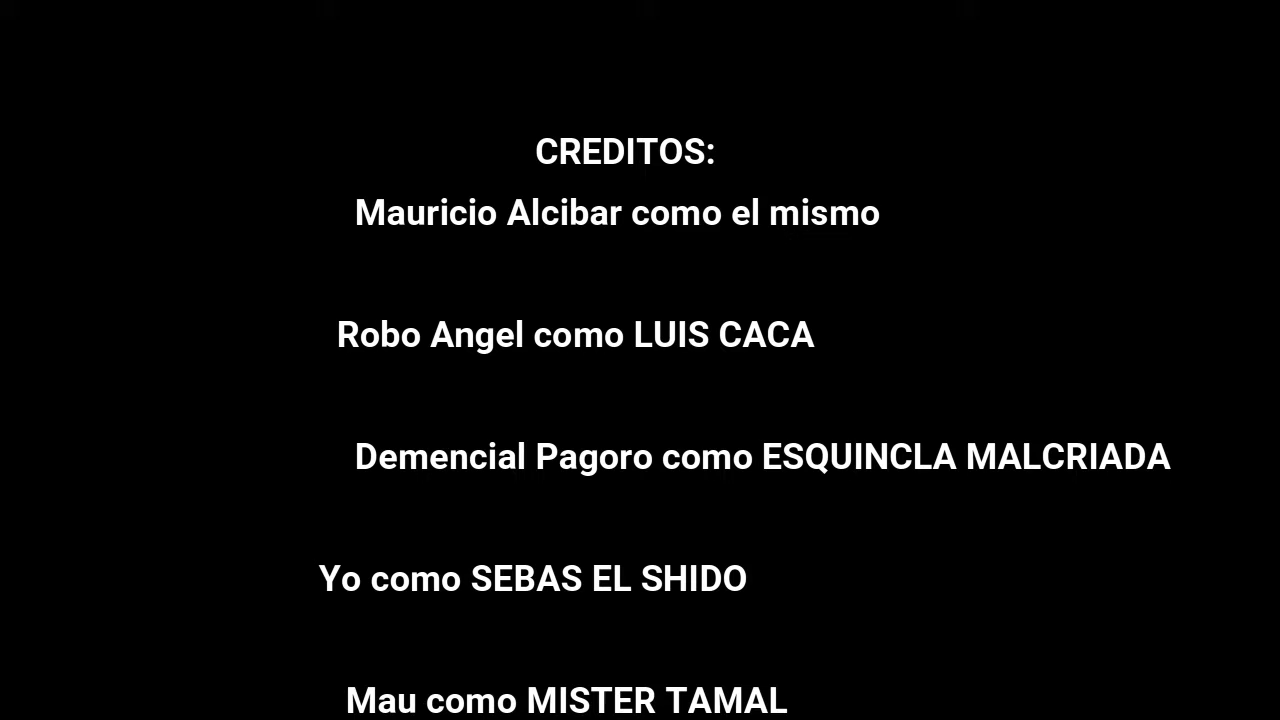 CREDITOS:
Mauricio Alcibar como el mismo
Robo Angel como LUIS CACA
Demencial Pagoro como ESQUINCLA MALCRIADA
Yo como SEBAS EL SHIDO
Mau como MISTER TAMAL